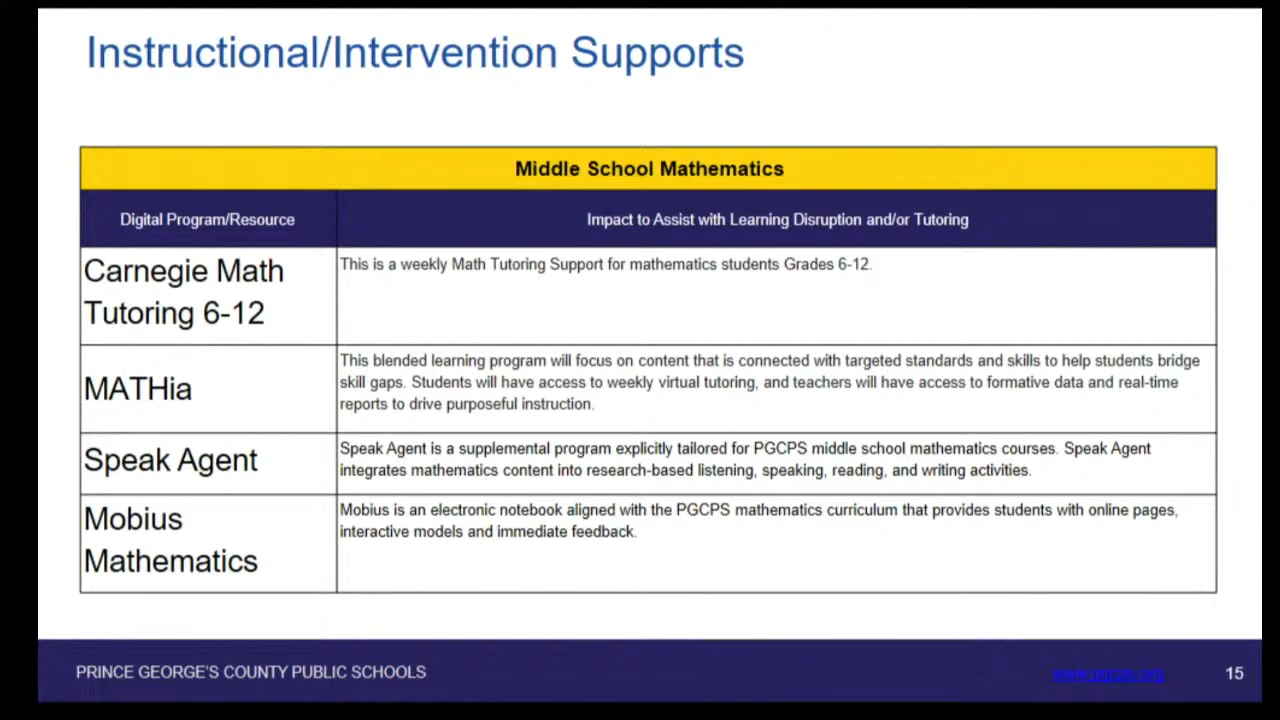 Instructional/Intervention Supports
Middle School Mathematics
Digital Program/Resource
Impact to Assist with Learning Disruption and/or Tutoring
Carnegie Math
Tutoring 6-12
This is a weekly Math Tutoring Support for mathematics students Grades 6-12.
MATHia
This blended learning program will focus on content that is connected with targeted standards and skills to help students bridge
skill gaps. Students will have access to weekly virtual tutoring, and teachers will have access to formative data and real-time
reports to drive purposeful instruction.
Speak Agent
Speak Agent is a supplemental program explicitly tailored for PGCPS middle school mathematics courses. Speak Agent
integrates mathematics content into research-based listening, speaking, reading, and writing activities.
Mobius
Mathematics
Mobius is an electronic notebook aligned with the PGCPS mathematics curriculum that provides students with online pages,
interactive models and immediate feedback.
PRINCE GEORGE'S COUNTY PUBLIC SCHOOLS
15